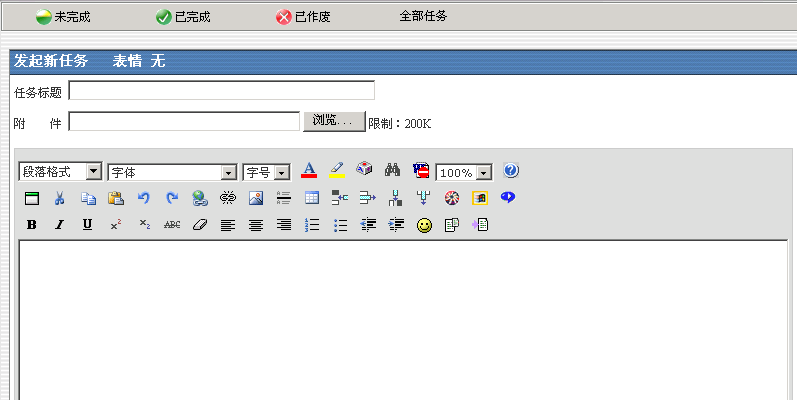 未完成 已完成 已作废 全部任务
发起新任务 表情 无
任务标题
附 件 浏览... 限制：200K
段落格式 字体 字号 A 100% ?
B I U x² x₂ ABC